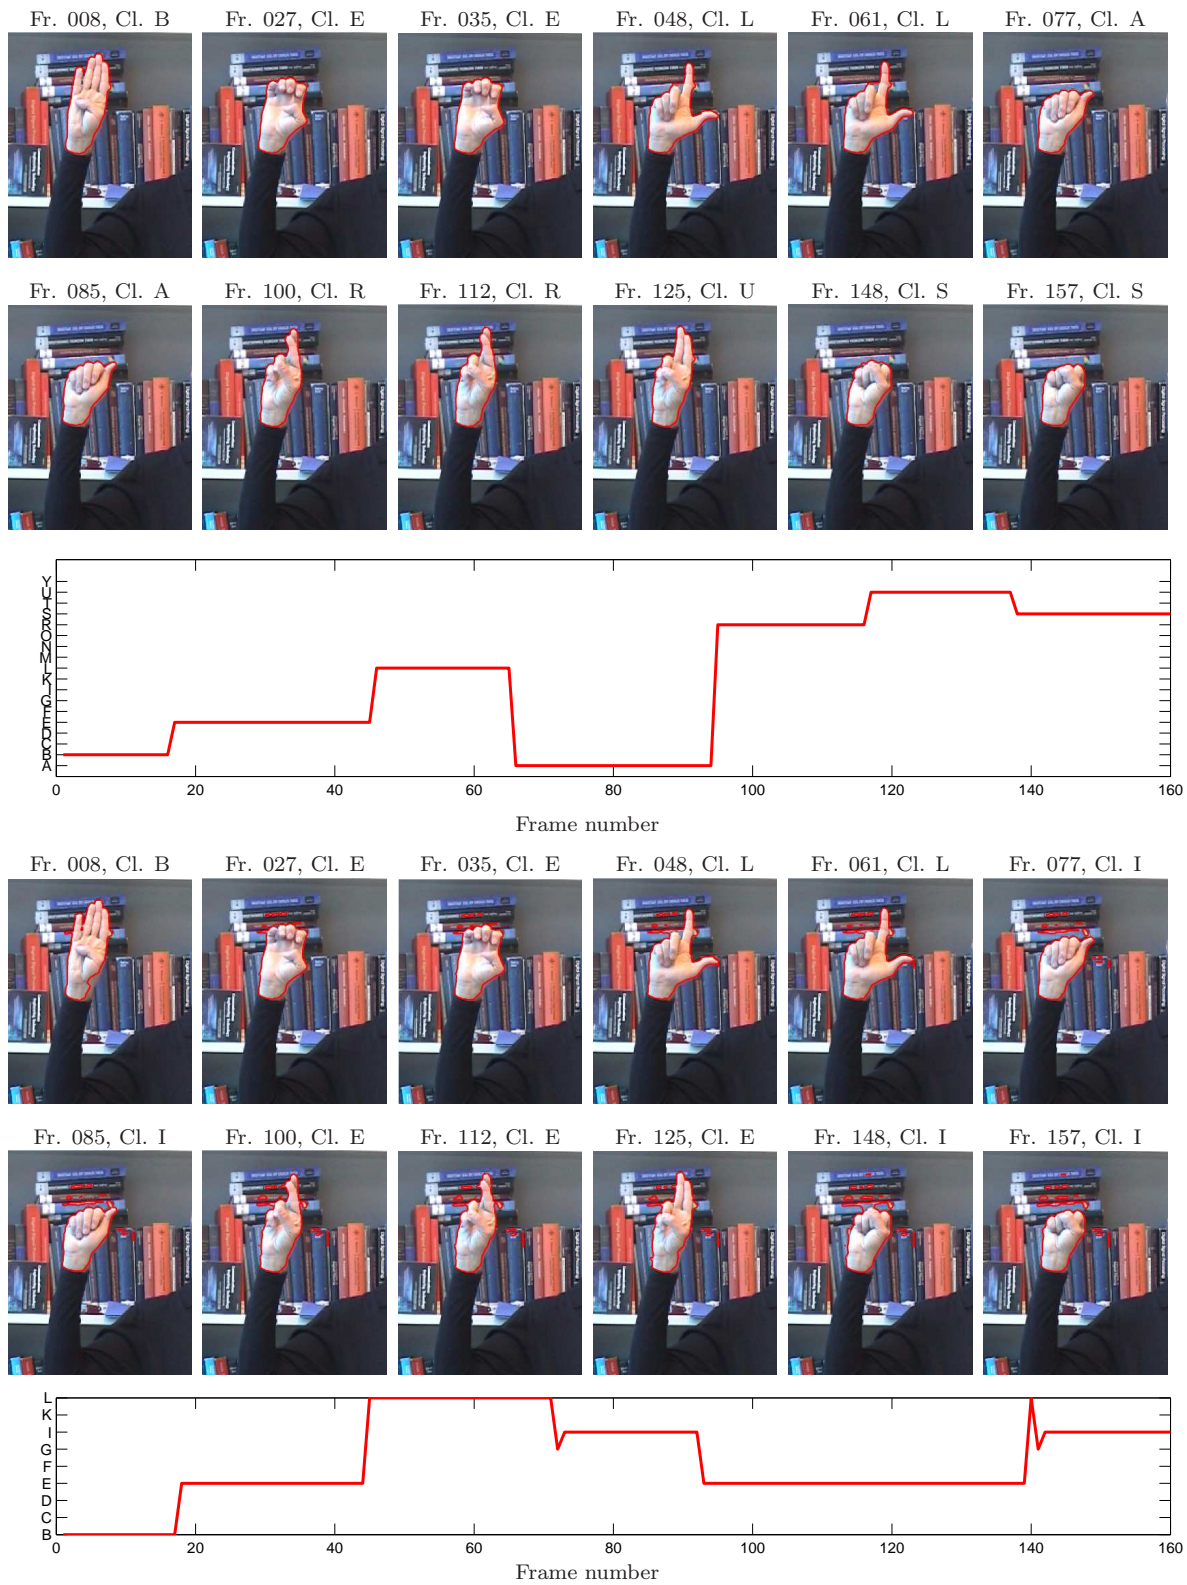 Fr. 008, Cl. B Fr. 027, Cl. E Fr. 035, Cl. E Fr. 048, Cl. L Fr. 061, Cl. L Fr. 077, Cl. A
Fr. 085, Cl. A Fr. 100, Cl. R Fr. 112, Cl. R Fr. 125, Cl. U Fr. 148, Cl. S Fr. 157, Cl. S
Y
U
T
S
R
O
N
M
L
K
I
G
F
E
D
C
B
A
0 20 40 60 80 100 120 140 160
Frame number
Fr. 008, Cl. B Fr. 027, Cl. E Fr. 035, Cl. E Fr. 048, Cl. L Fr. 061, Cl. L Fr. 077, Cl. I
Fr. 085, Cl. I Fr. 100, Cl. E Fr. 112, Cl. E Fr. 125, Cl. E Fr. 148, Cl. I Fr. 157, Cl. I
L
K
I
G
F
E
D
C
B
0 20 40 60 80 100 120 140 160
Frame number